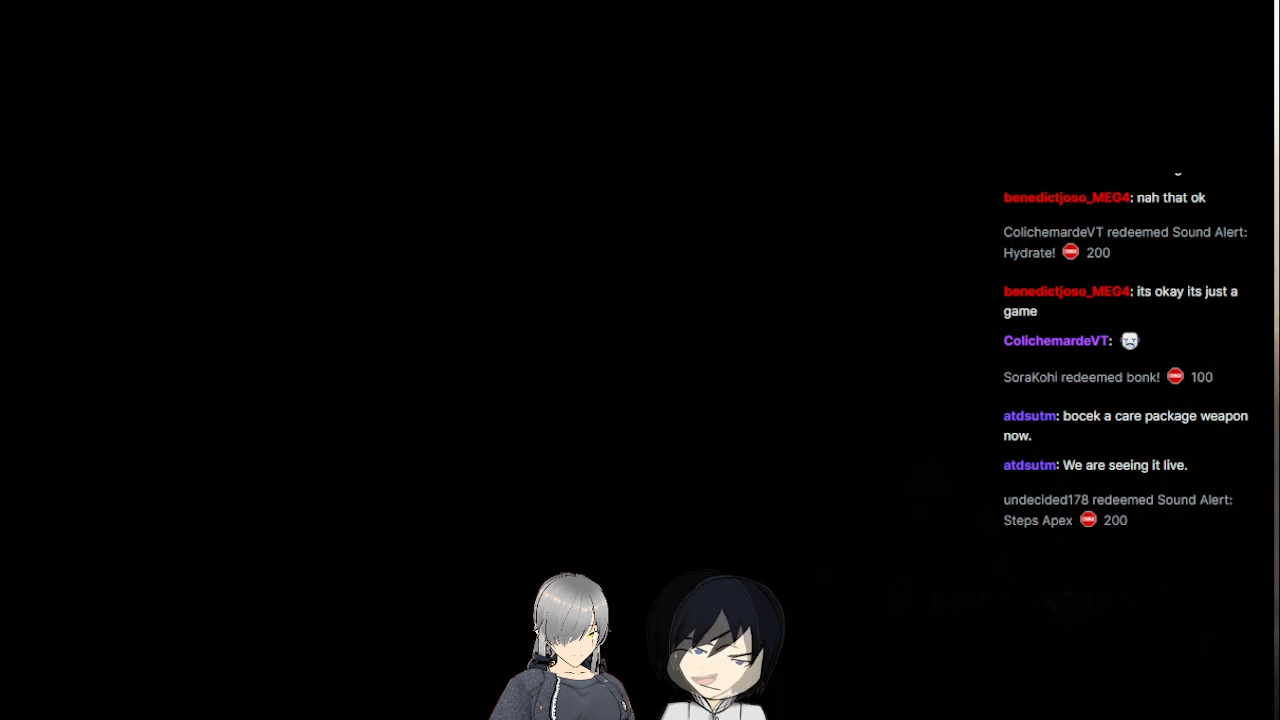 benedictjoso_MEG4: nah that ok
ColichemardeVT redeemed Sound Alert:
Hydrate! 200
benedictjoso_MEG4: its okay its just a
game
ColichemardeVT:
SoraKohi redeemed bonk! 100
atdsutm: bocek a care package weapon
now.
atdsutm: We are seeing it live.
undecided178 redeemed Sound Alert:
Steps Apex 200